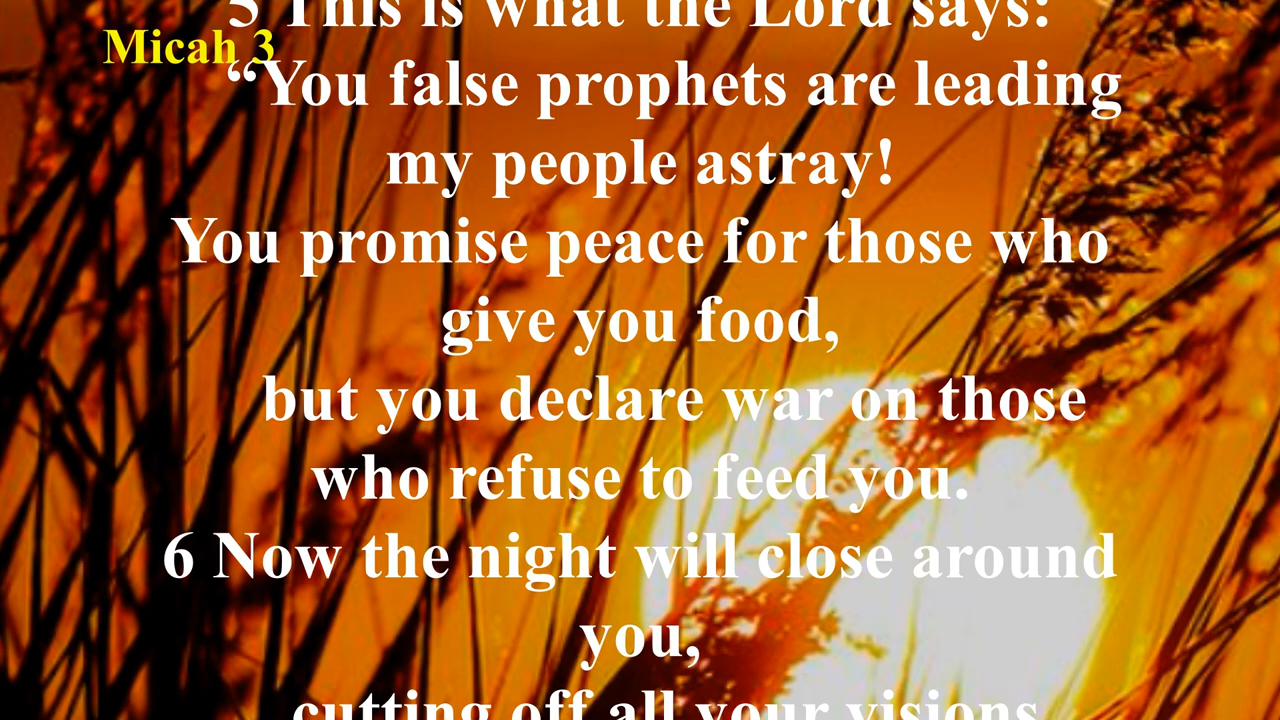 5 This is what the Lord says:
Micah 3
“You false prophets are leading
my people astray!
You promise peace for those who
give you food,
but you declare war on those
who refuse to feed you.
6 Now the night will close around
you,
cutting off all your visions